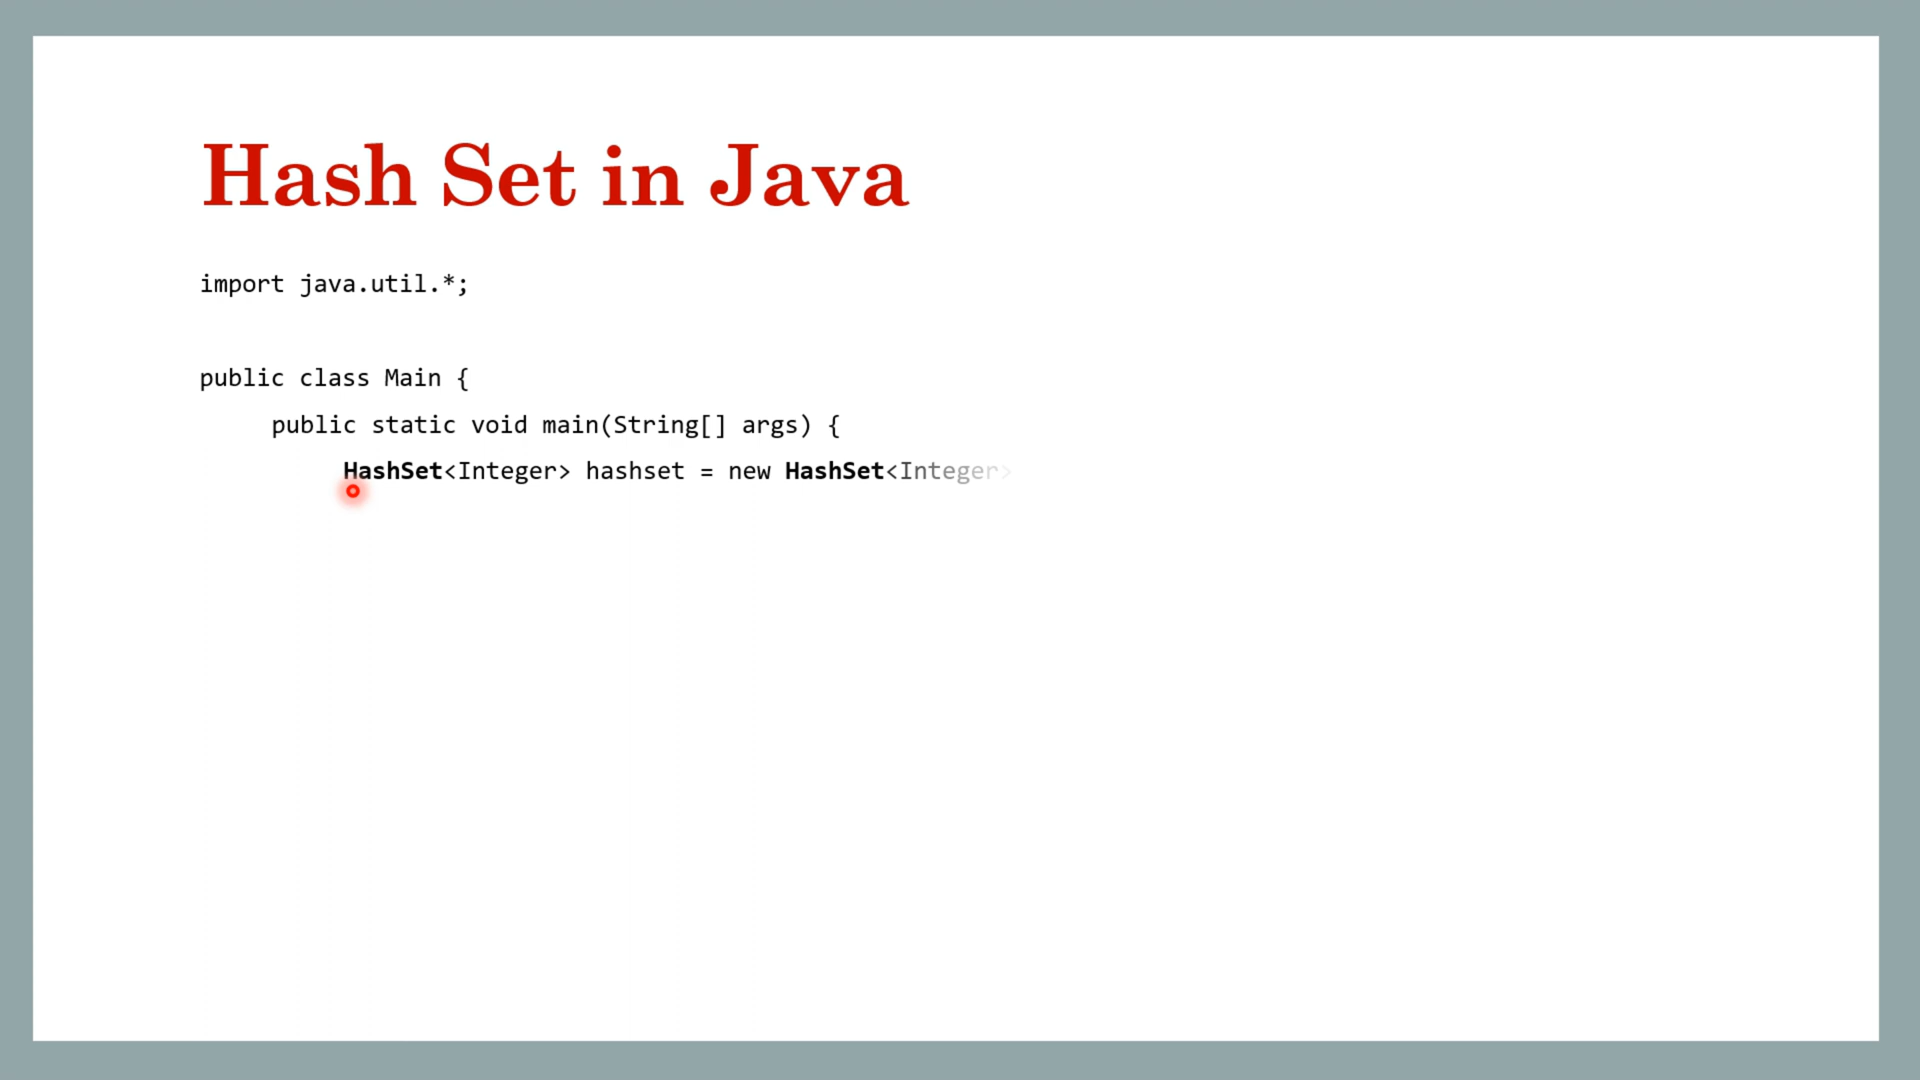 Hash Set in Java
import java.util.*;
public class Main {
public static void main(String[] args) {
HashSet<Integer> hashset = new HashSet<Integer>